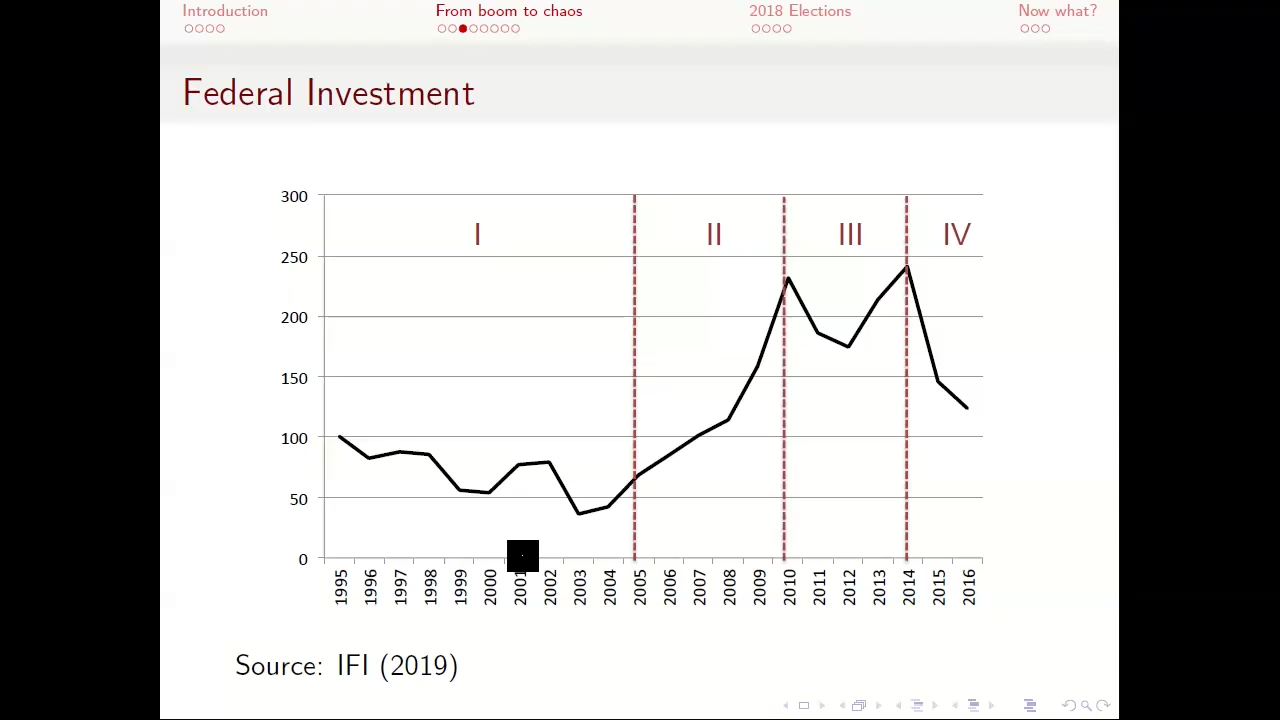 Introduction From boom to chaos 2018 Elections Now what?
Federal Investment
300
250
200
150
100
50
0
I II III IV
1995 1996 1997 1998 1999 2000 2001 2002 2003 2004 2005 2006 2007 2008 2009 2010 2011 2012 2013 2014 2015 2016
Source: IFI (2019)